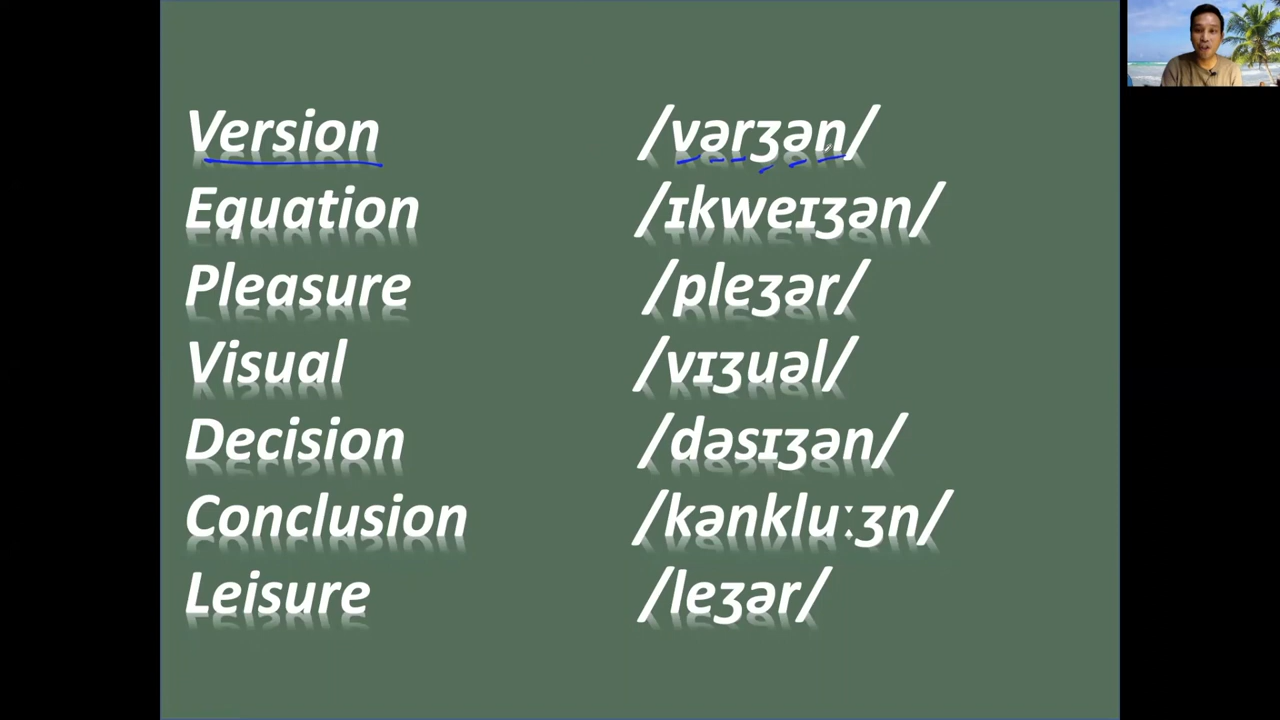 Version /vərʒən/
Equation /ɪkweɪʒən/
Pleasure /pleʒər/
Visual /vɪʒuəl/
Decision /dəsɪʒən/
Conclusion /kənkluːʒn/
Leisure /leʒər/